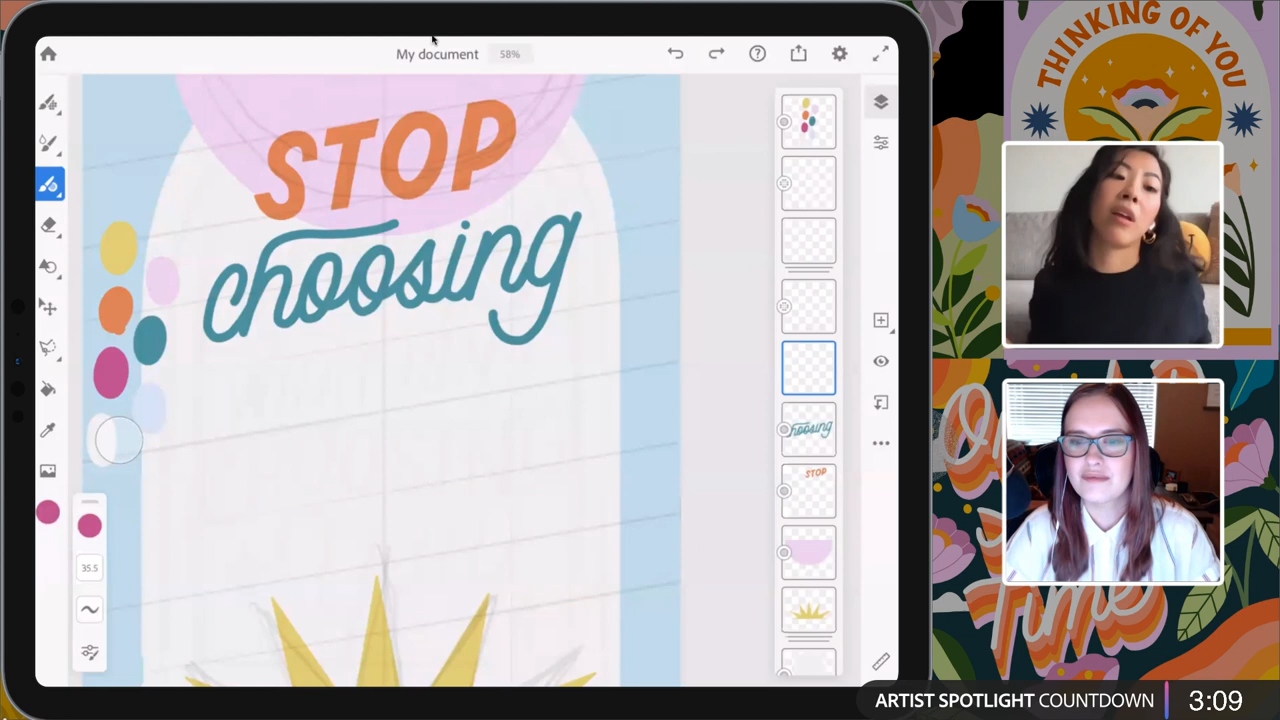 My document 58%
THINKING OF YOU
STOP
choosing
choosing
STOP
35.5
Time
ARTIST SPOTLIGHT COUNTDOWN 3:09